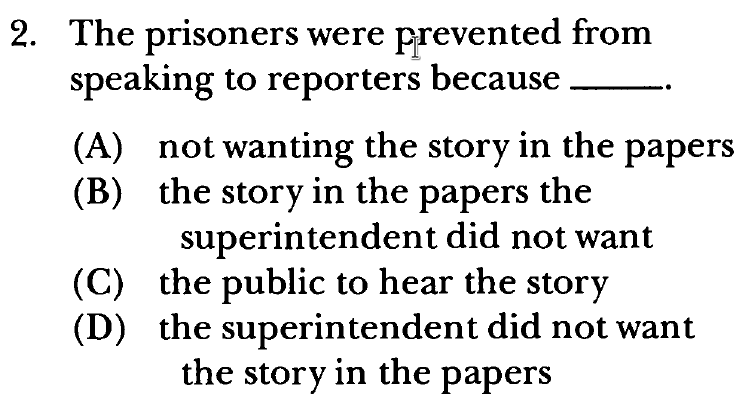 2. The prisoners were prevented from
speaking to reporters because _____.
(A) not wanting the story in the papers
(B) the story in the papers the
superintendent did not want
(C) the public to hear the story
(D) the superintendent did not want
the story in the papers